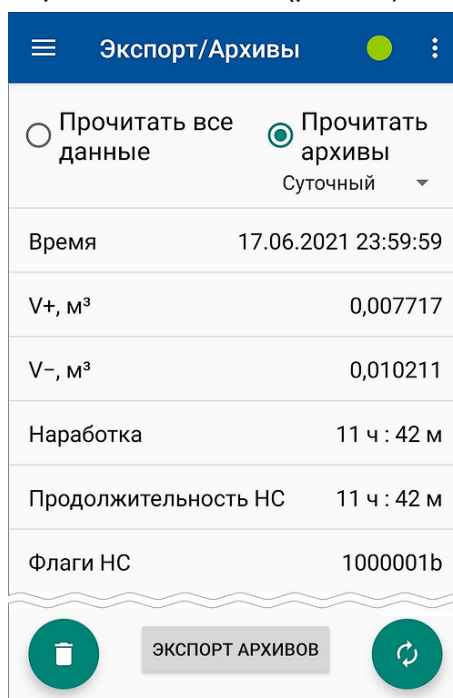 Экспорт/Архивы
Прочитать все данные
Прочитать архивы
Суточный
Время 17.06.2021 23:59:59
V+, м³ 0,007717
V−, м³ 0,010211
Наработка 11 ч : 42 м
Продолжительность НС 11 ч : 42 м
Флаги НС 1000001b
ЭКСПОРТ АРХИВОВ